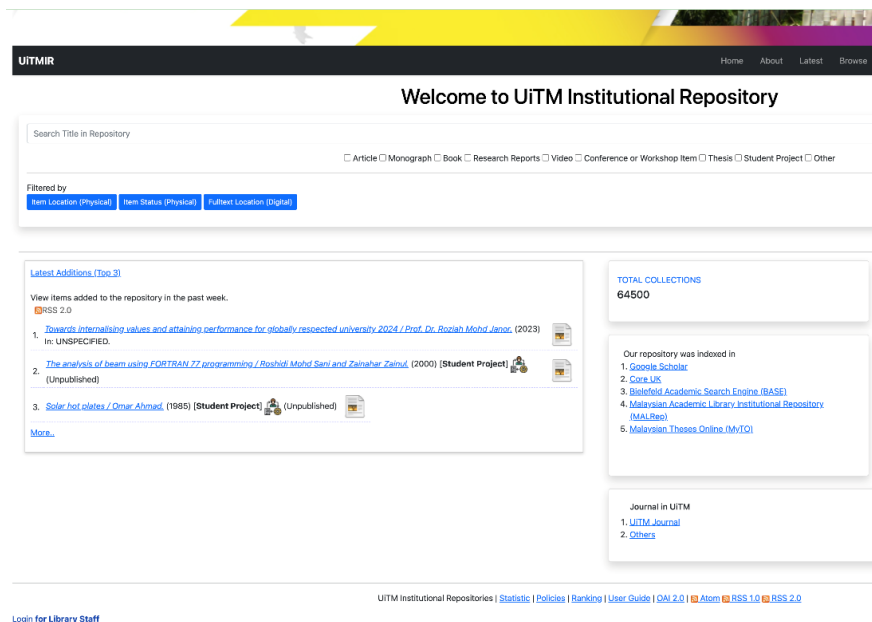 UiTMIR
Home About Latest Browse
Welcome to UiTM Institutional Repository
Search Title in Repository
Article Monograph Book Research Reports Video Conference or Workshop Item Thesis Student Project Other
Filtered by
Item Location (Physical) Item Status (Physical) Fulltext Location (Digital)
Latest Additions (Top 3)
View items added to the repository in the past week.
RSS 2.0
1. Towards internalising values and attaining performance for globally respected university 2024 / Prof. Dr. Roziah Mohd Janor. (2023)
In: UNSPECIFIED.
2. The analysis of beam using FORTRAN 77 programming / Roshidi Mohd Sani and Zainahar Zainul. (2000) [Student Project]
(Unpublished)
3. Solar hot plates / Omar Ahmad. (1985) [Student Project] (Unpublished)
More..
TOTAL COLLECTIONS
64500
Our repository was indexed in
1. Google Scholar
2. Core UK
3. Bielefeld Academic Search Engine (BASE)
4. Malaysian Academic Library Institutional Repository
(MALRep)
5. Malaysian Theses Online (MyTO)
Journal in UiTM
1. UiTM Journal
2. Others
UiTM Institutional Repositories | Statistic | Policies | Ranking | User Guide | OAI 2.0 | Atom RSS 1.0 RSS 2.0
Login for Library Staff